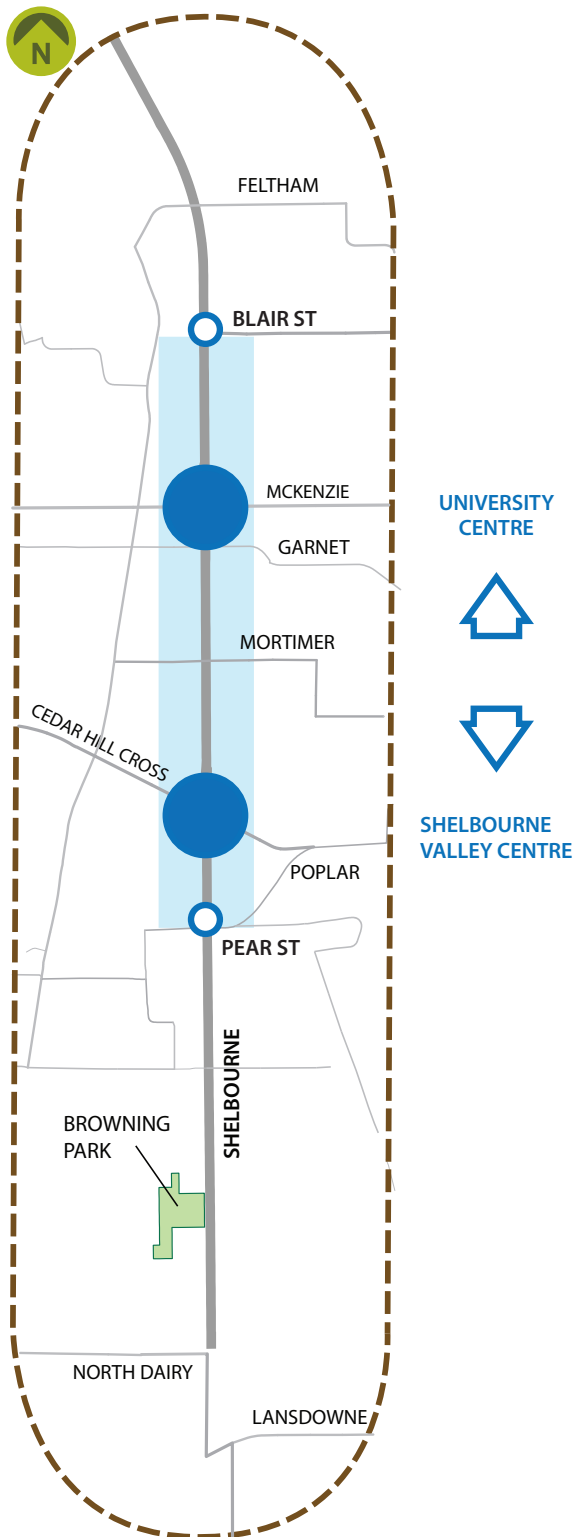 N
FELTHAM
BLAIR ST
MCKENZIE
UNIVERSITY
CENTRE
GARNET
MORTIMER
CEDAR HILL CROSS
SHELBOURNE
VALLEY CENTRE
POPLAR
PEAR ST
SHELBOURNE
BROWNING
PARK
NORTH DAIRY
LANSDOWNE